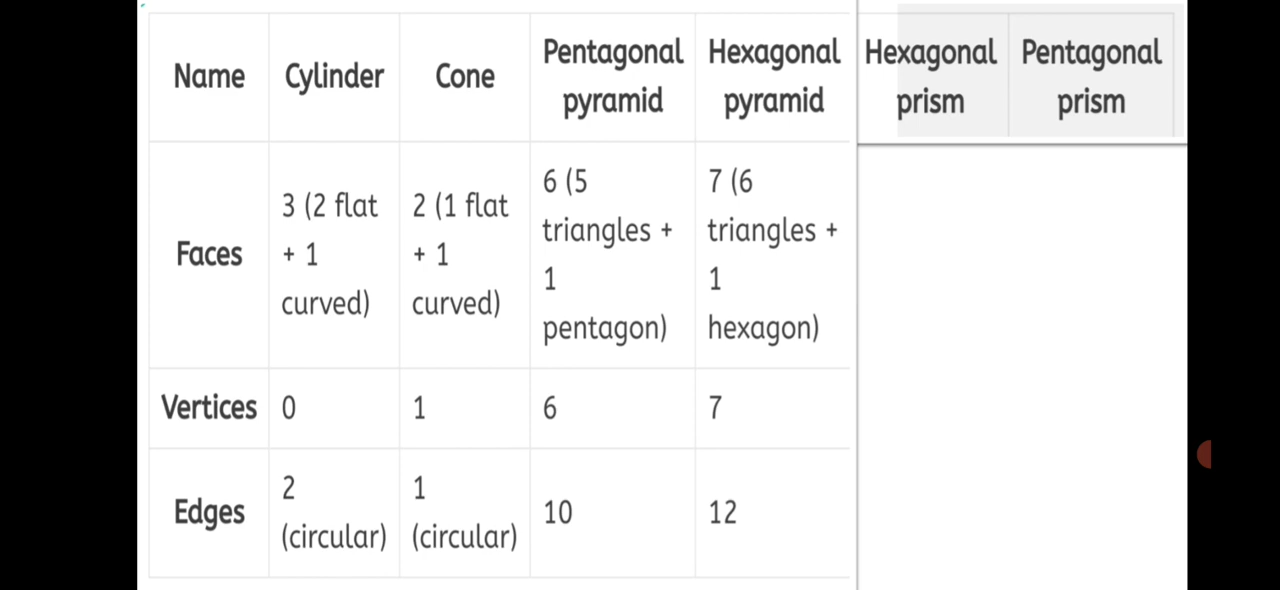 Name Cylinder Cone Pentagonal pyramid Hexagonal pyramid Hexagonal prism Pentagonal prism
Faces 3 (2 flat + 1 curved) 2 (1 flat + 1 curved) 6 (5 triangles + 1 pentagon) 7 (6 triangles + 1 hexagon)
Vertices 0 1 6 7
Edges 2 (circular) 1 (circular) 10 12